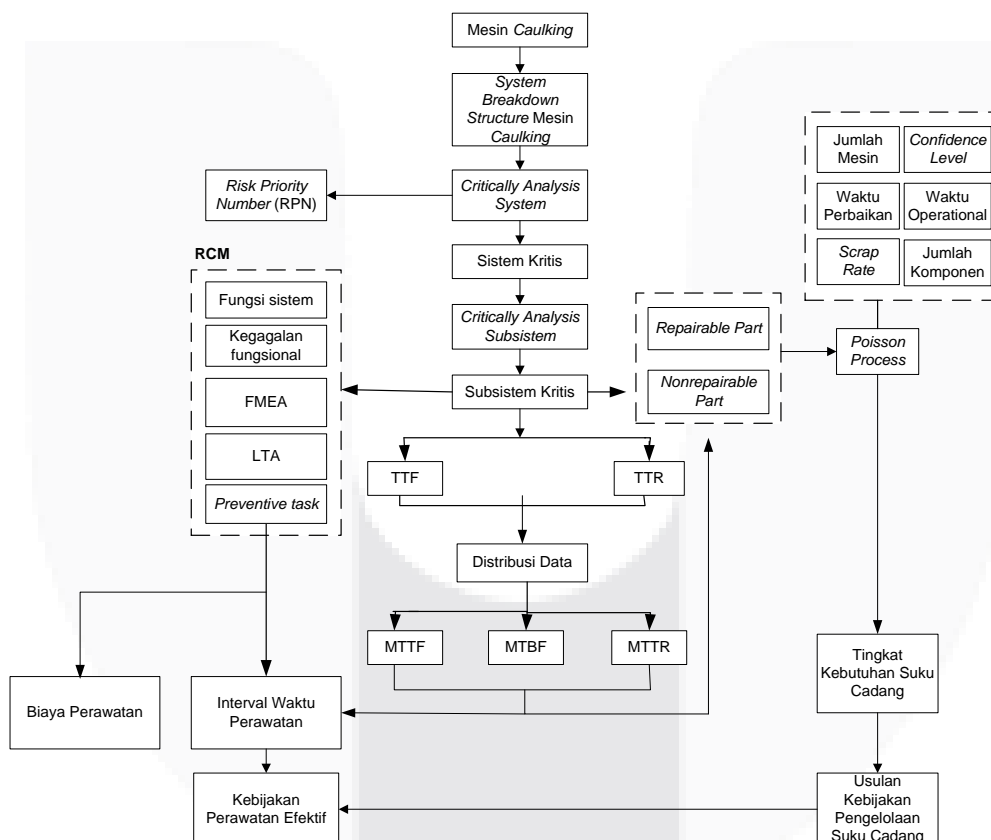 Mesin Caulking
System
Breakdown
Structure Mesin
Caulking
Critically Analysis
System
Risk Priority
Number (RPN)
Sistem Kritis
Critically Analysis
Subsistem
Subsistem Kritis
RCM
Fungsi sistem
Kegagalan
fungsional
FMEA
LTA
Preventive task
Jumlah
Mesin
Confidence
Level
Waktu
Perbaikan
Waktu
Operational
Scrap
Rate
Jumlah
Komponen
Repairable Part
Nonrepairable
Part
Poisson
Process
TTF
TTR
Distribusi Data
MTTF
MTBF
MTTR
Biaya Perawatan
Interval Waktu
Perawatan
Tingkat
Kebutuhan Suku
Cadang
Kebijakan
Perawatan Efektif
Usulan
Kebijakan
Pengelolaan
Suku Cadang